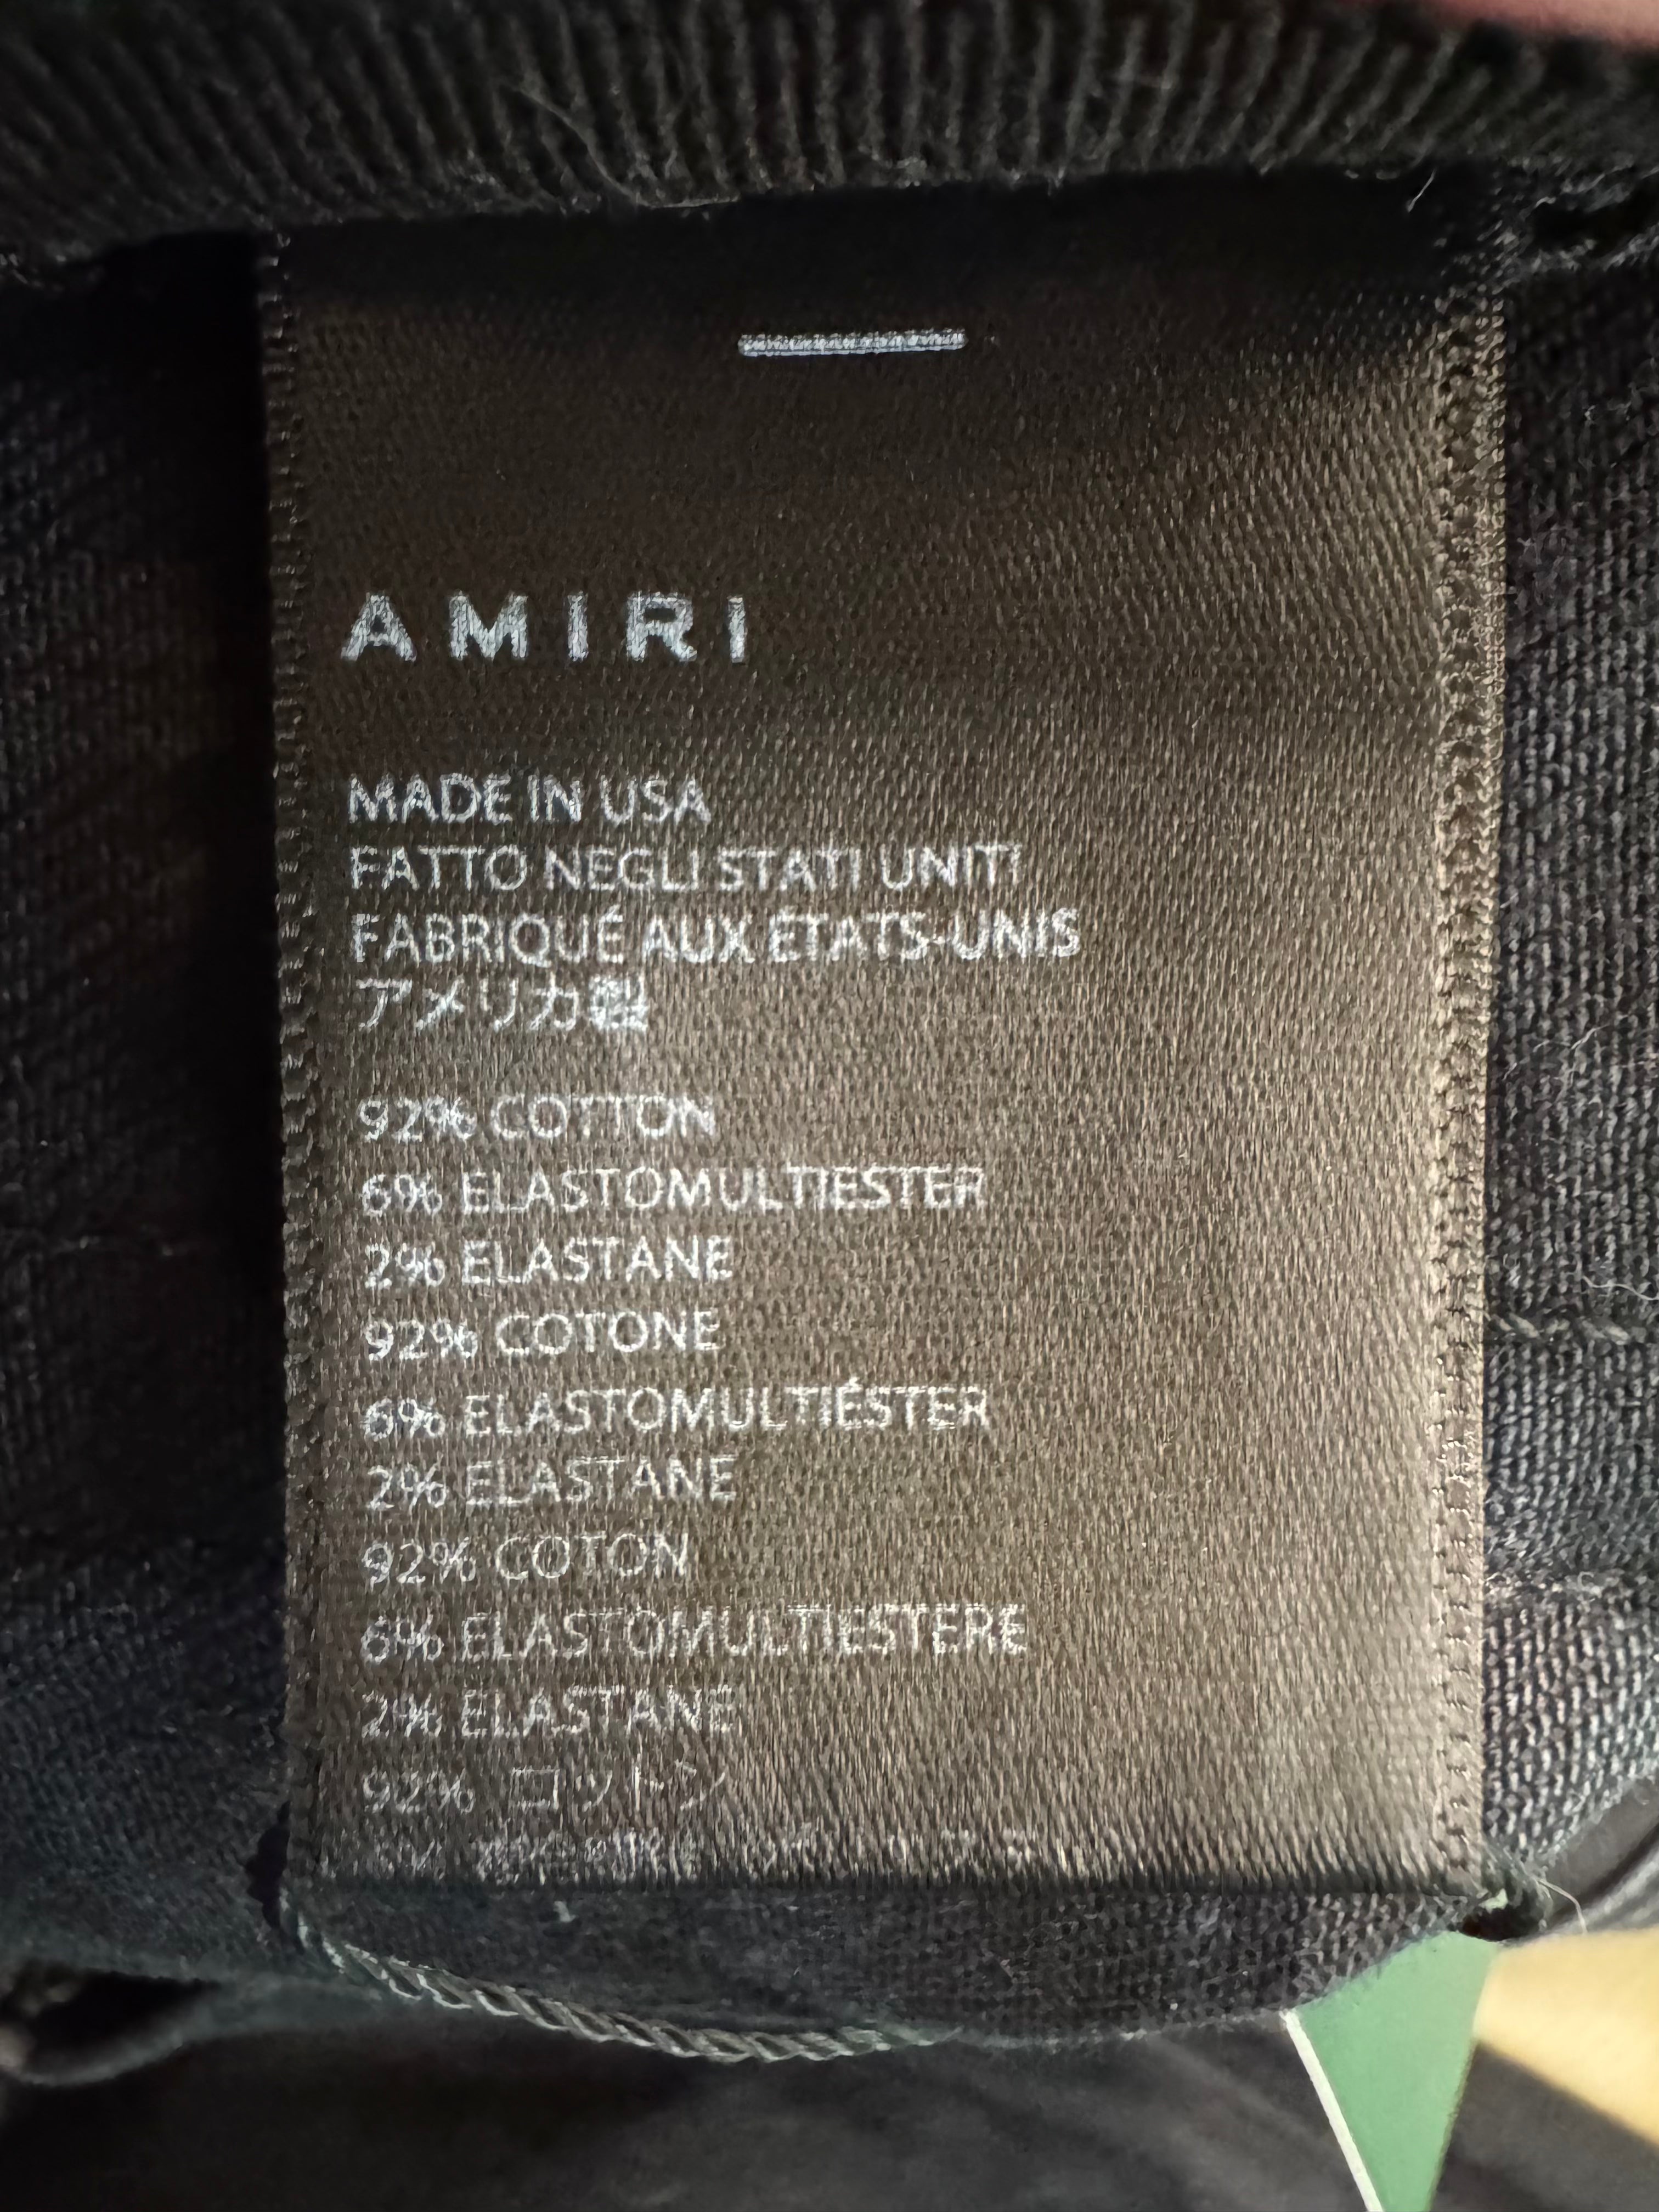 AMIRI
MADE IN USA
FATTO NEGLI STATI UNITI
FABRIQUÉ AUX ÉTATS-UNIS
アメリカ製
92% COTTON
6% ELASTOMULTIESTER
2% ELASTANE
92% COTONE
6% ELASTOMULTIÉSTER
2% ELASTANE
92% COTON
6% ELASTOMULTIESTERE
2% ELASTANE
92% コットン
6%